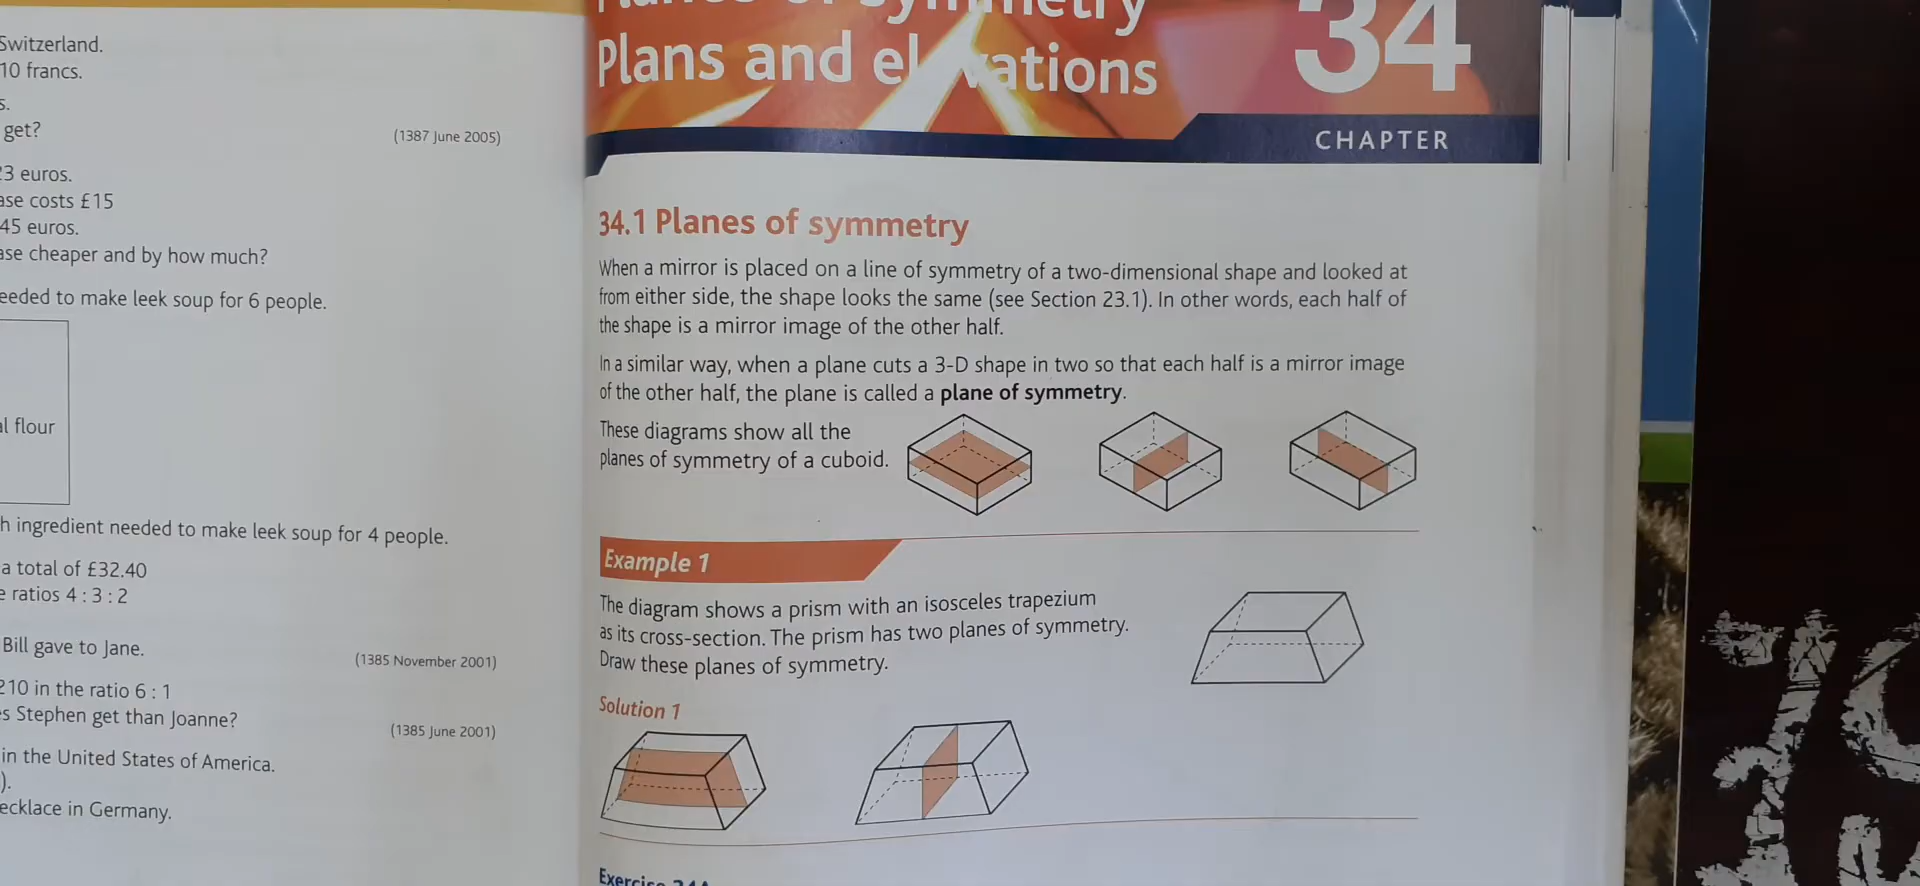 Switzerland.
10 francs.
s.
get?
(1387 June 2005)
23 euros.
ase costs £15
45 euros.
ase cheaper and by how much?
eeded to make leek soup for 6 people.
al flour
h ingredient needed to make leek soup for 4 people.
a total of £32.40
e ratios 4 : 3 : 2
Bill gave to Jane.
(1385 November 2001)
210 in the ratio 6 : 1
s Stephen get than Joanne?
(1385 June 2001)
in the United States of America.
).
ecklace in Germany.
Planes of symmetry
Plans and elevations
34
CHAPTER
34.1 Planes of symmetry
When a mirror is placed on a line of symmetry of a two-dimensional shape and looked at
from either side, the shape looks the same (see Section 23.1). In other words, each half of
the shape is a mirror image of the other half.
In a similar way, when a plane cuts a 3-D shape in two so that each half is a mirror image
of the other half, the plane is called a plane of symmetry.
These diagrams show all the
planes of symmetry of a cuboid.
Example 1
The diagram shows a prism with an isosceles trapezium
as its cross-section. The prism has two planes of symmetry.
Draw these planes of symmetry.
Solution 1
Exercise 34A